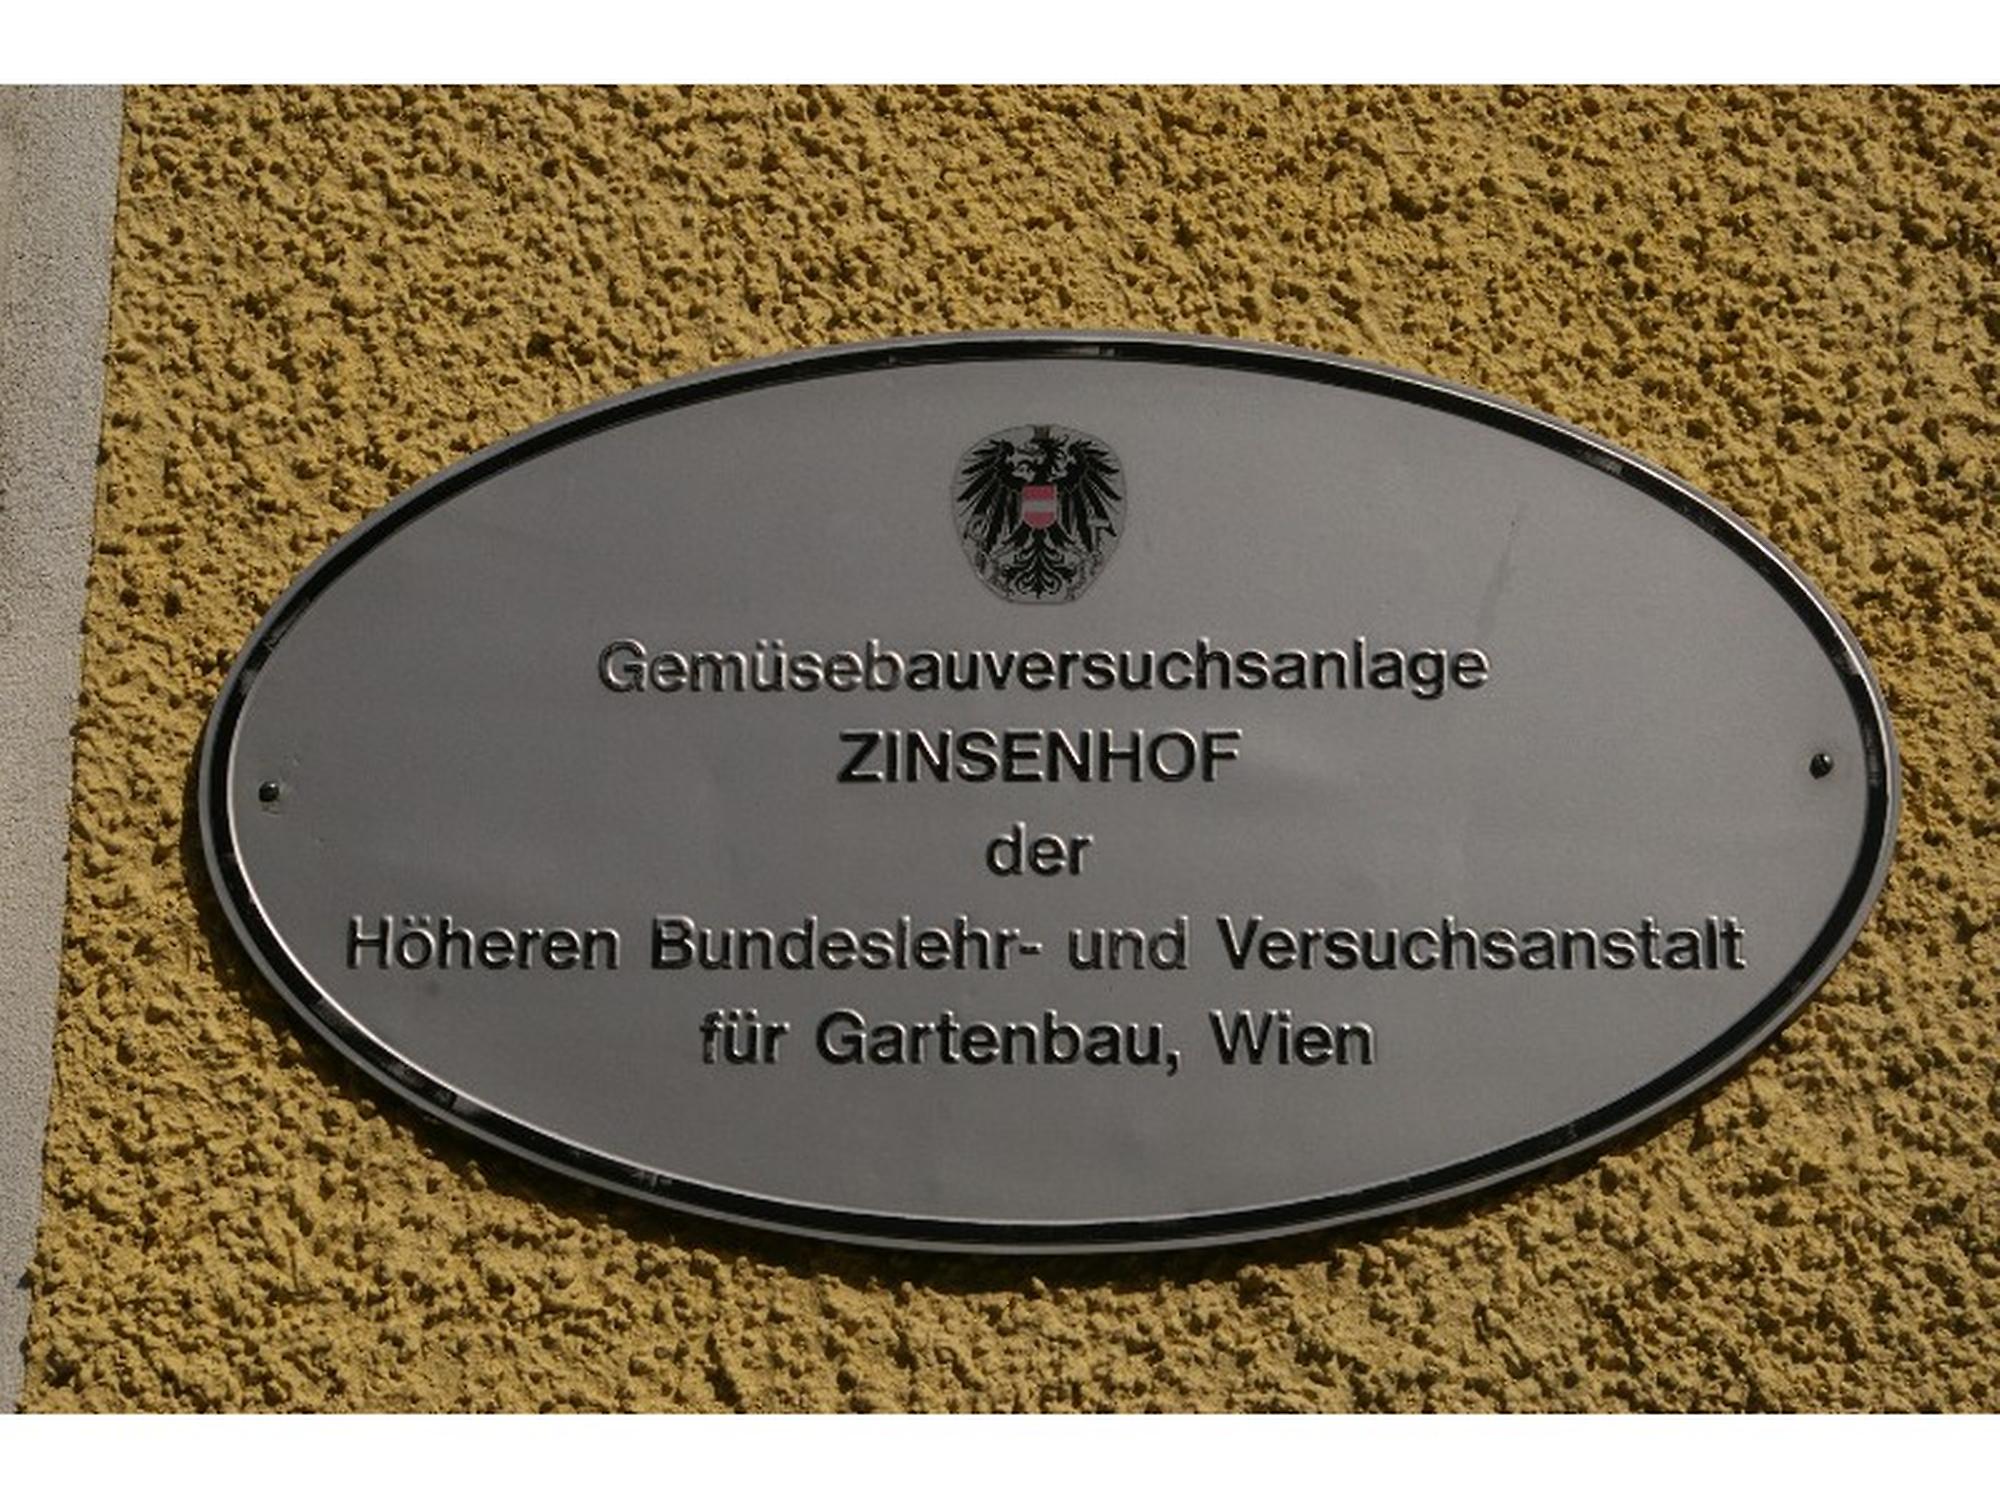 Gemüsebauversuchsanlage
ZINSENHOF
der
Höheren Bundeslehr- und Versuchsanstalt
für Gartenbau, Wien